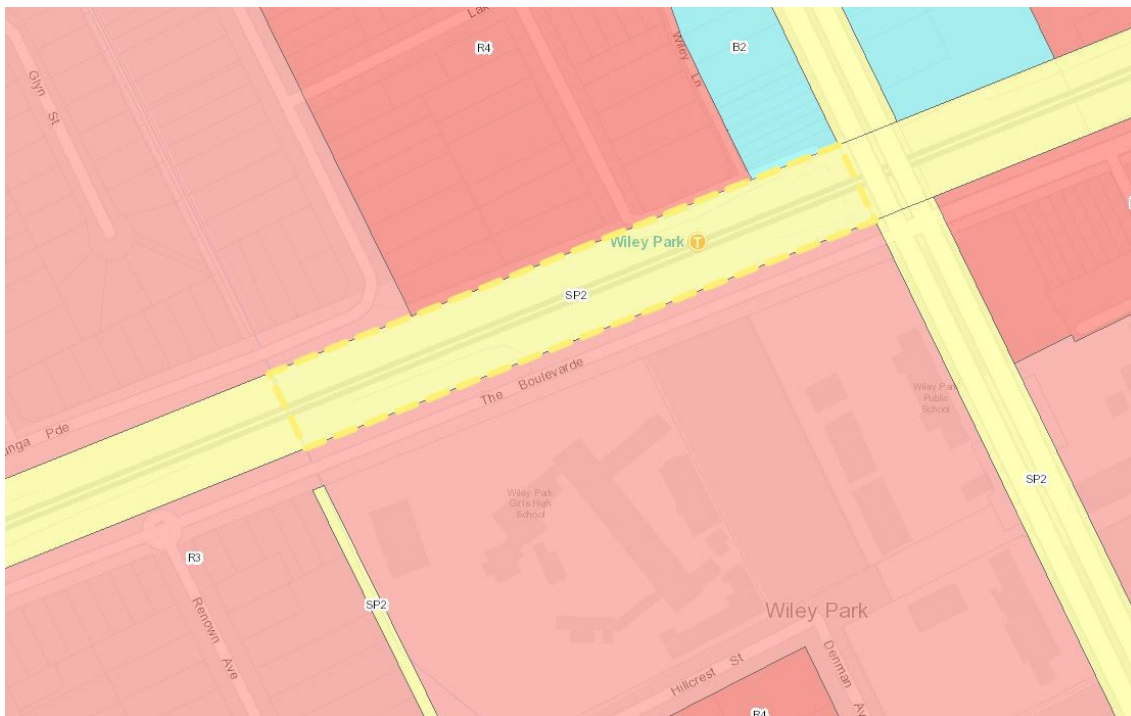 Lak
R4
Wiley Ln
B2
Glyn St
Wiley Park T
SP2
The Boulevarde
unga Pde
Wiley Park
Public
School
Wiley Park
Girls High
School
SP2
R3
SP2
Renown Ave
Wiley Park
Hillcrest St
Denman Av
R4